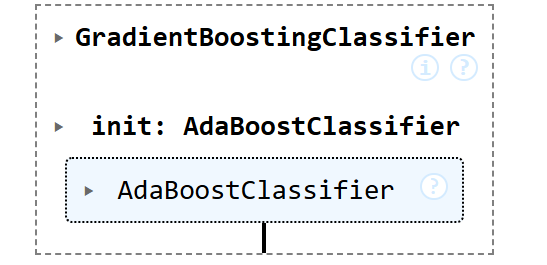 GradientBoostingClassifier
i ?
init: AdaBoostClassifier
AdaBoostClassifier ?